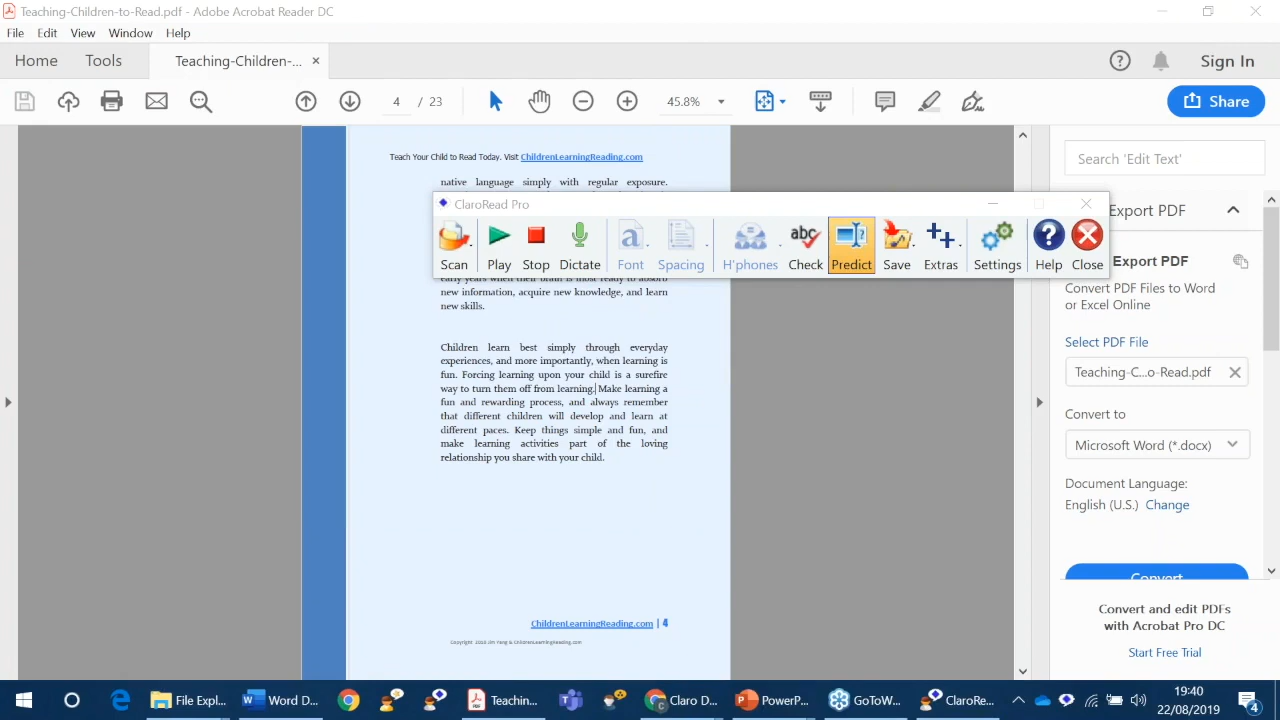 Teaching-Children-to-Read.pdf - Adobe Acrobat Reader DC
File Edit View Window Help
Home Tools Teaching-Children-... × Sign In
4 / 23 45.8% Share
Teach Your Child to Read Today. Visit ChildrenLearningReading.com
native language simply with regular exposure.
ClaroRead Pro
Scan Play Stop Dictate Font Spacing H'phones Check Predict Save Extras Settings Help Close
early years when their brain is most ready to absorb
new information, acquire new knowledge, and learn
new skills.
Children learn best simply through everyday
experiences, and more importantly, when learning is
fun. Forcing learning upon your child is a surefire
way to turn them off from learning. Make learning a
fun and rewarding process, and always remember
that different children will develop and learn at
different paces. Keep things simple and fun, and
make learning activities part of the loving
relationship you share with your child.
ChildrenLearningReading.com | 4
Search 'Edit Text'
Export PDF
Export PDF
Convert PDF Files to Word
or Excel Online
Select PDF File
Teaching-C...o-Read.pdf
Convert to
Microsoft Word (*.docx)
Document Language:
English (U.S.) Change
Convert
Convert and edit PDFs
with Acrobat Pro DC
Start Free Trial
File Expl... Word D... Teachin... Claro D... PowerP... GoToW... ClaroRe... 19:40
22/08/2019 4